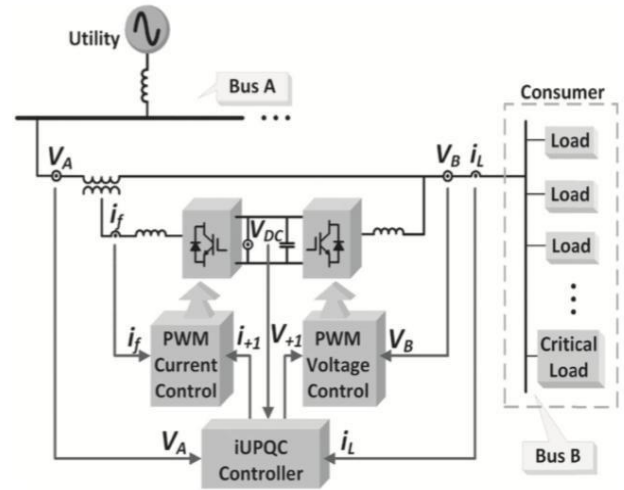 Utility
Bus A
Consumer
V_A
V_B i_L
Load
Load
Load
i_f
V_DC
i_f
PWM
Current
Control
i_+1
V_+1
PWM
Voltage
Control
V_B
Critical
Load
V_A
iUPQC
Controller
i_L
Bus B